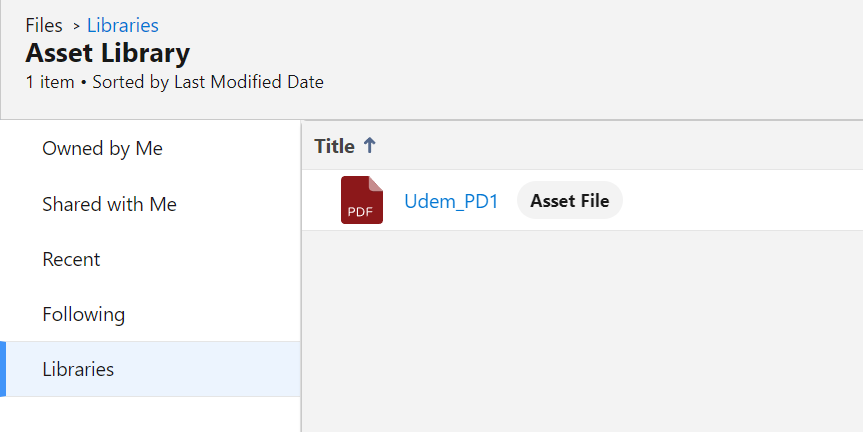 Files > Libraries
Asset Library
1 item • Sorted by Last Modified Date
Owned by Me
Shared with Me
Recent
Following
Libraries
Title ↑
PDF Udem_PD1 Asset File